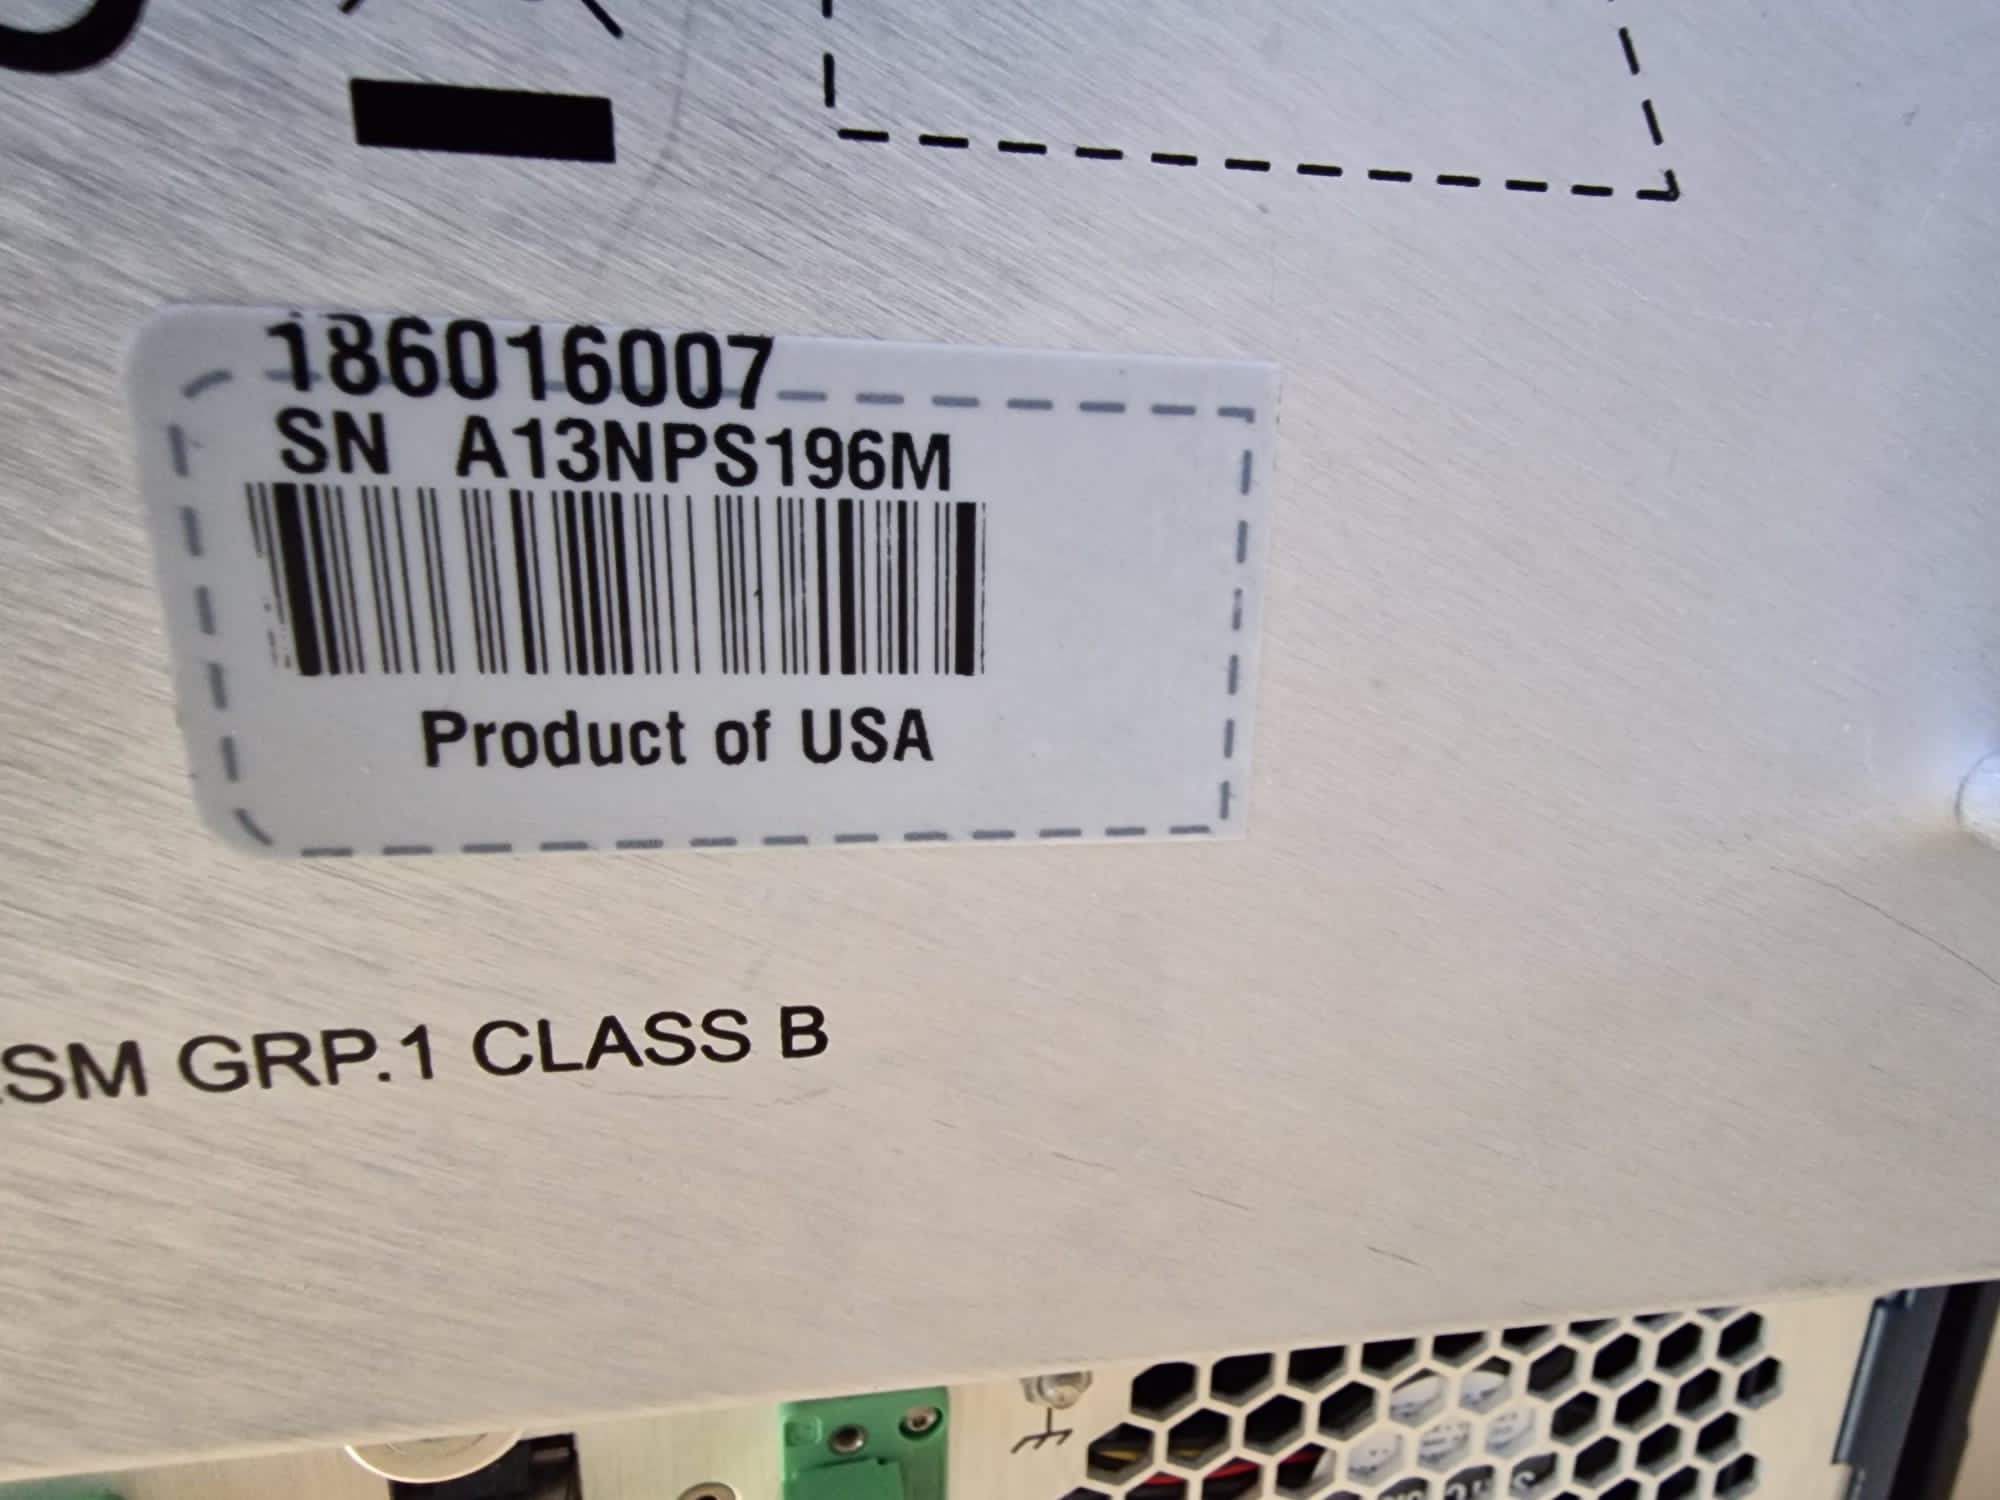 186016007
SN A13NPS196M
Product of USA
SM GRP.1 CLASS B